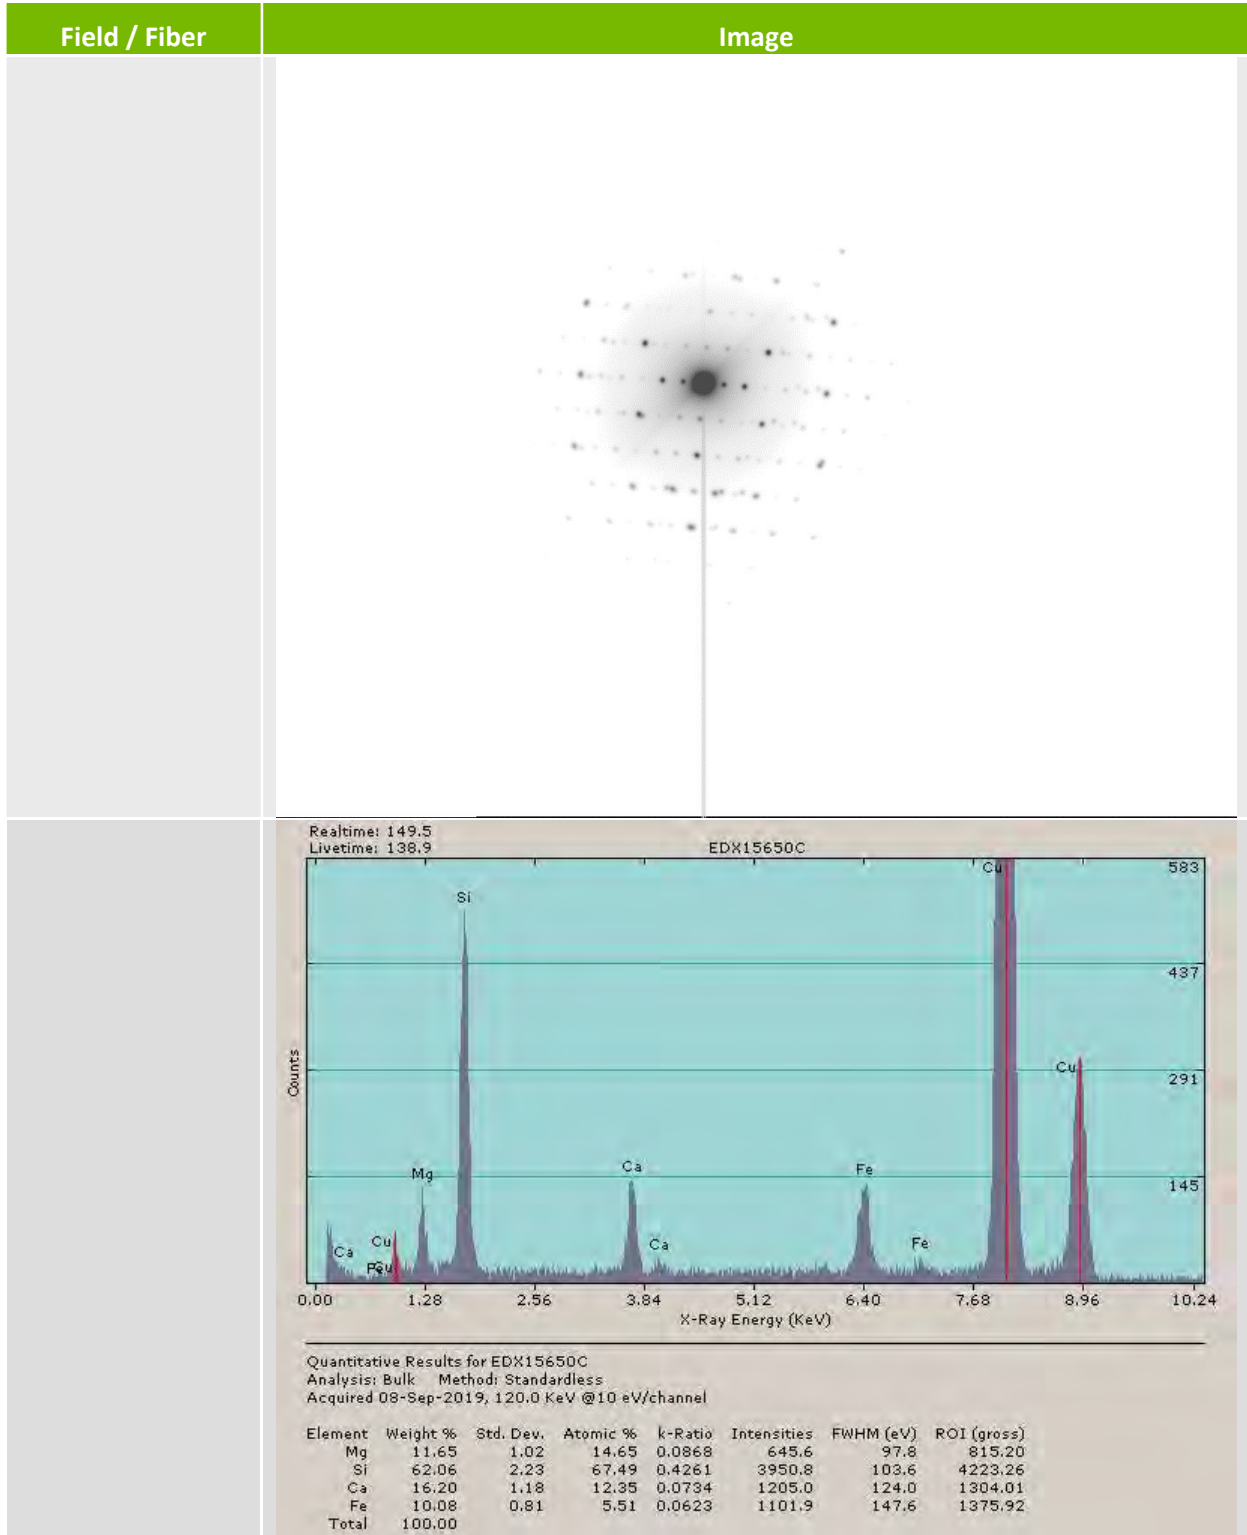 Field / Fiber Image
Realtime: 149.5
Livetime: 138.9 EDX15650C
Cu 583
Si
437
Counts
Cu 291
Mg Ca Fe 145
Cu Ca Fe
Ca
Cu
0.00 1.28 2.56 3.84 5.12 6.40 7.68 8.96 10.24
X-Ray Energy (KeV)
Quantitative Results for EDX15650C
Analysis: Bulk Method: Standardless
Acquired 08-Sep-2019, 120.0 KeV @10 eV/channel
Element Weight % Std. Dev. Atomic % k-Ratio Intensities FWHM (eV) ROI (gross)
Mg 11.65 1.02 14.65 0.0868 645.6 97.8 815.20
Si 62.06 2.23 67.49 0.4261 3950.8 103.6 4223.26
Ca 16.20 1.18 12.35 0.0734 1205.0 124.0 1304.01
Fe 10.08 0.81 5.51 0.0623 1101.9 147.6 1375.92
Total 100.00